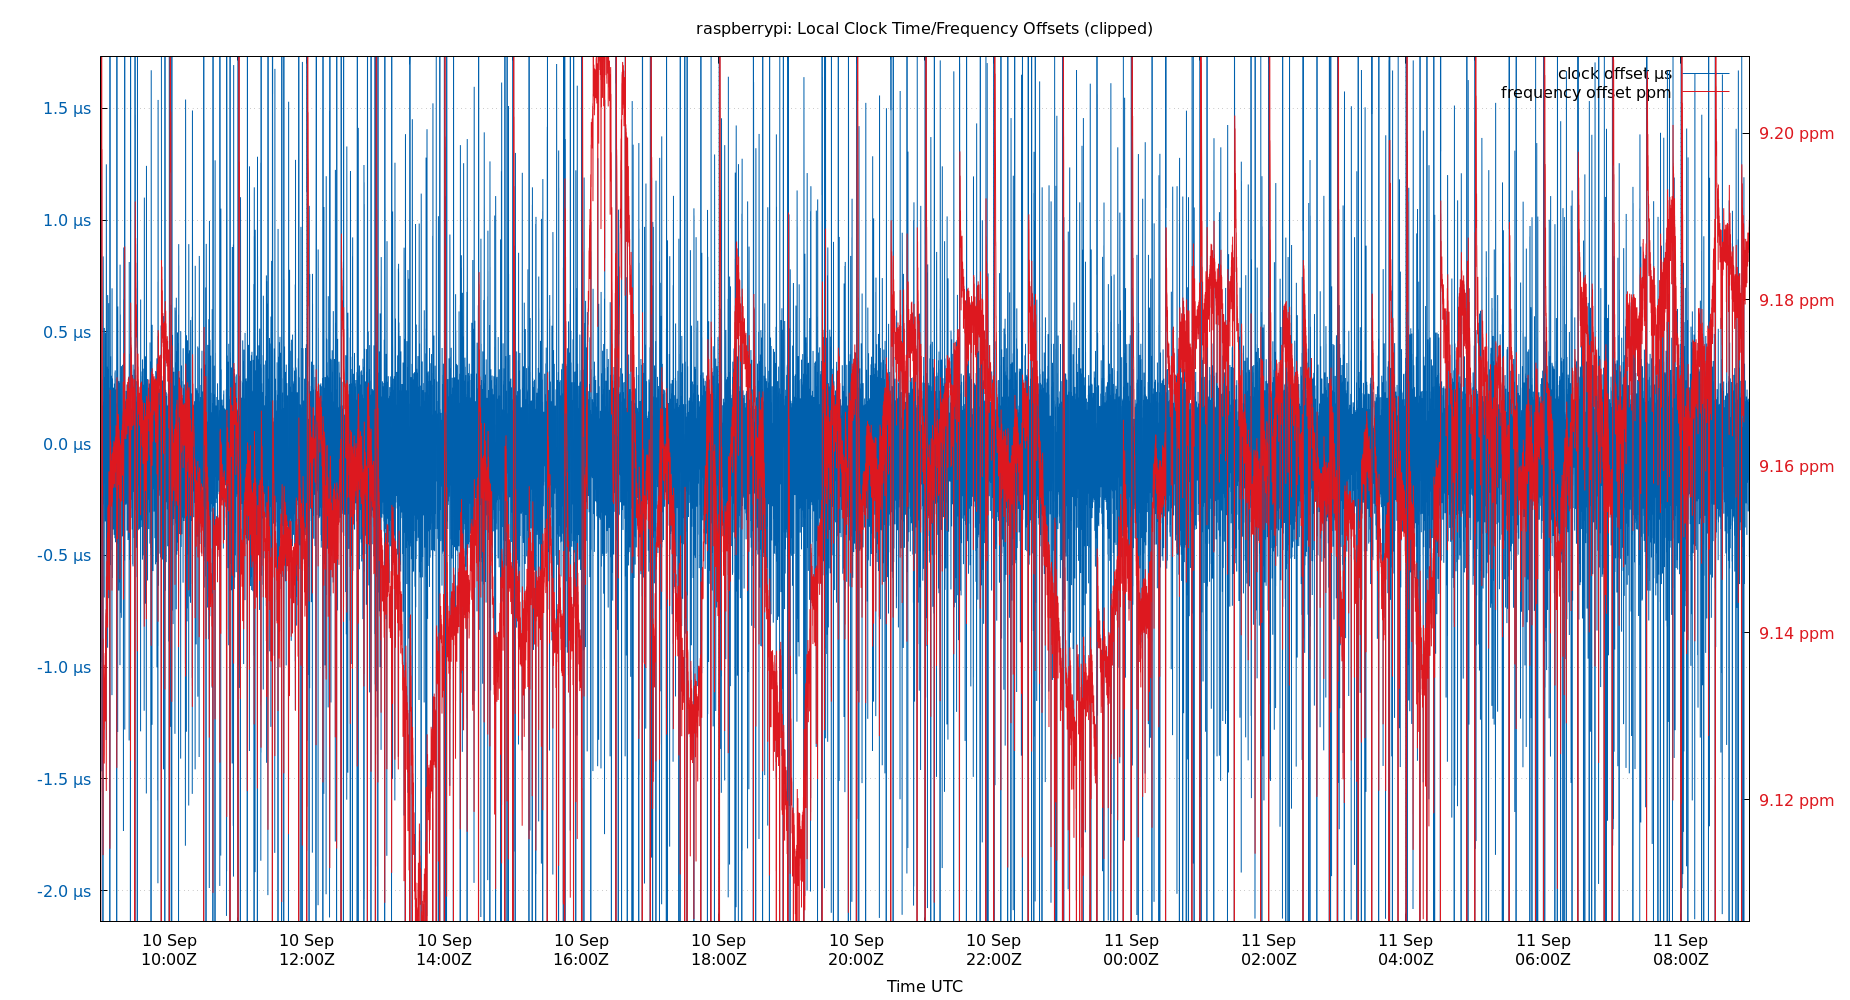 raspberrypi: Local Clock Time/Frequency Offsets (clipped)
clock offset µs
frequency offset ppm
1.5 µs
1.0 µs
0.5 µs
0.0 µs
-0.5 µs
-1.0 µs
-1.5 µs
-2.0 µs
9.20 ppm
9.18 ppm
9.16 ppm
9.14 ppm
9.12 ppm
10 Sep
10:00Z
10 Sep
12:00Z
10 Sep
14:00Z
10 Sep
16:00Z
10 Sep
18:00Z
10 Sep
20:00Z
10 Sep
22:00Z
11 Sep
00:00Z
11 Sep
02:00Z
11 Sep
04:00Z
11 Sep
06:00Z
11 Sep
08:00Z
Time UTC